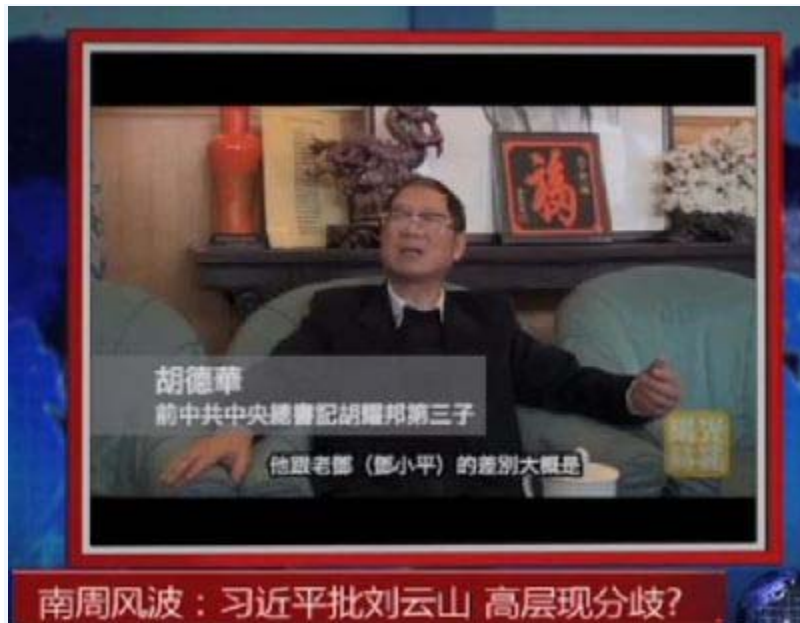 福
胡德華
前中共中央總書記胡耀邦第三子
他跟老鄧（鄧小平）的差別大概是
南周风波：习近平批刘云山 高层现分歧?